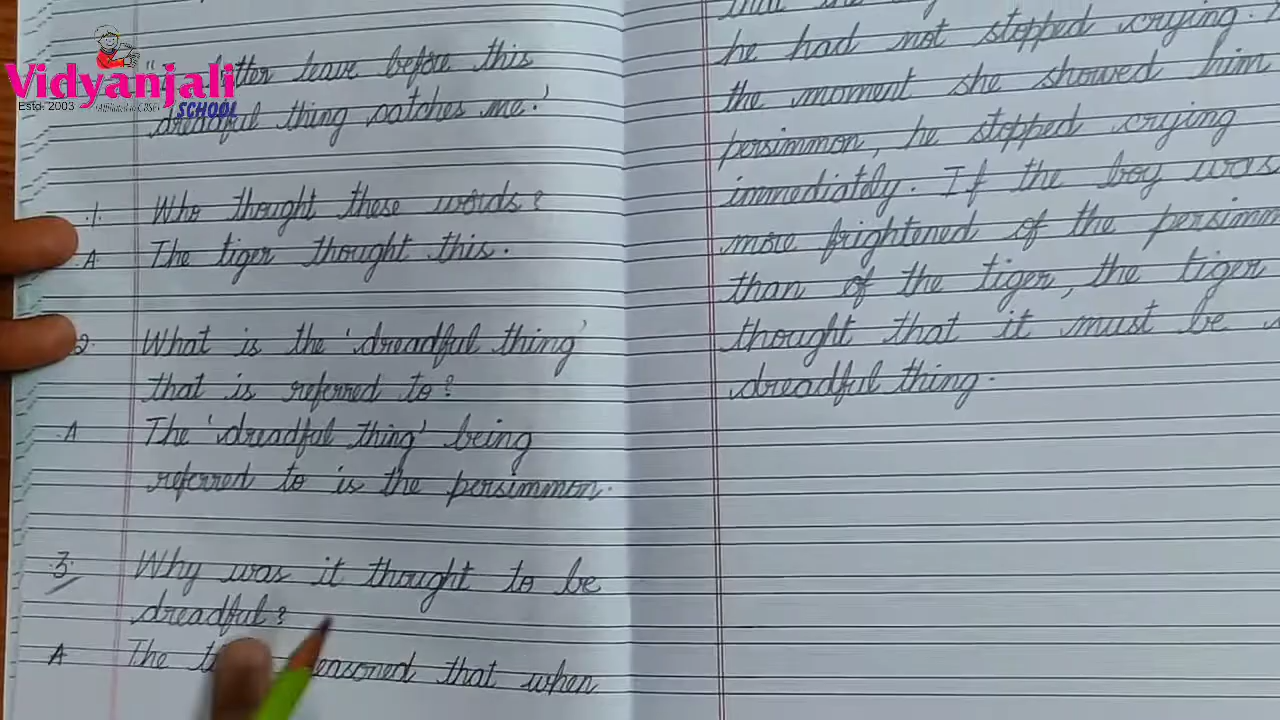 Vidyanjali
Estd. 2003
SCHOOL
better leave before this
dreadful thing catches me.'
1. Who thought these words?
A The tiger thought this.
2 What is the 'dreadful thing'
that is referred to?
A The 'dreadful thing' being
referred to is the persimmon.
3. Why was it thought to be
dreadful?
A The reasoned that when
that the
he had not stopped crying.
the moment she showed him
persimmon, he stopped crying
immediately. If the boy was
more frightened of the
than of the tiger, the tiger
thought that it must be
dreadful thing.